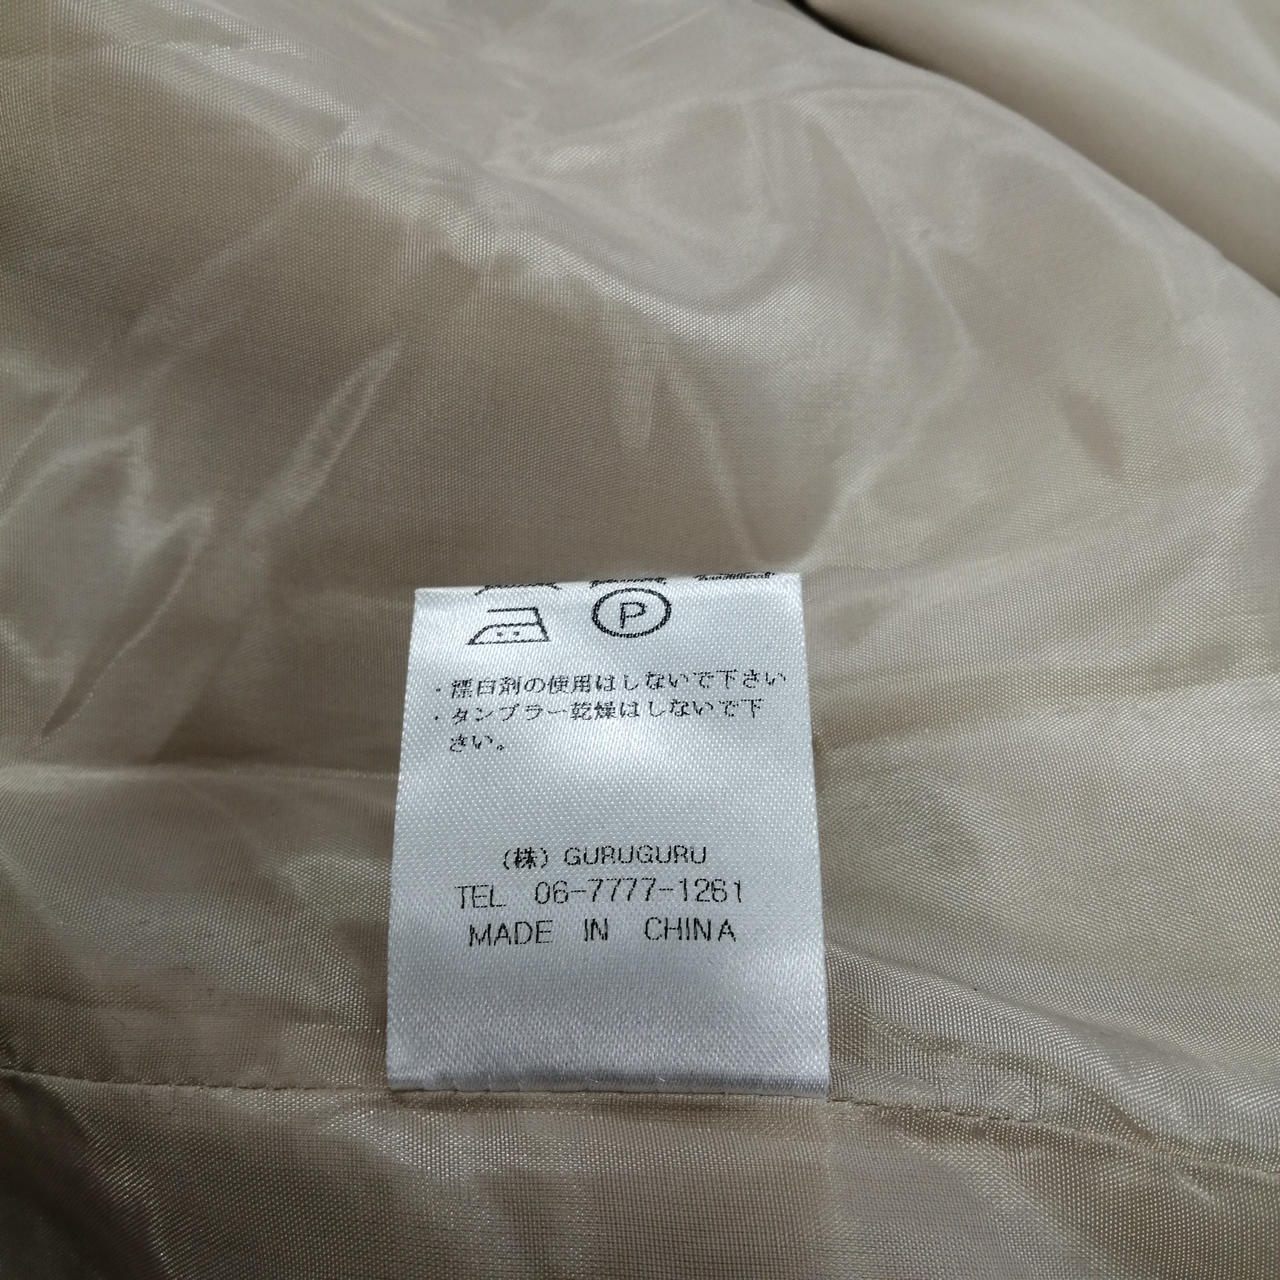 P
・漂白剤の使用はしないで下さい
・タンブラー乾燥はしないで下
さい。
(株) GURUGURU
TEL 06-7777-1261
MADE IN CHINA